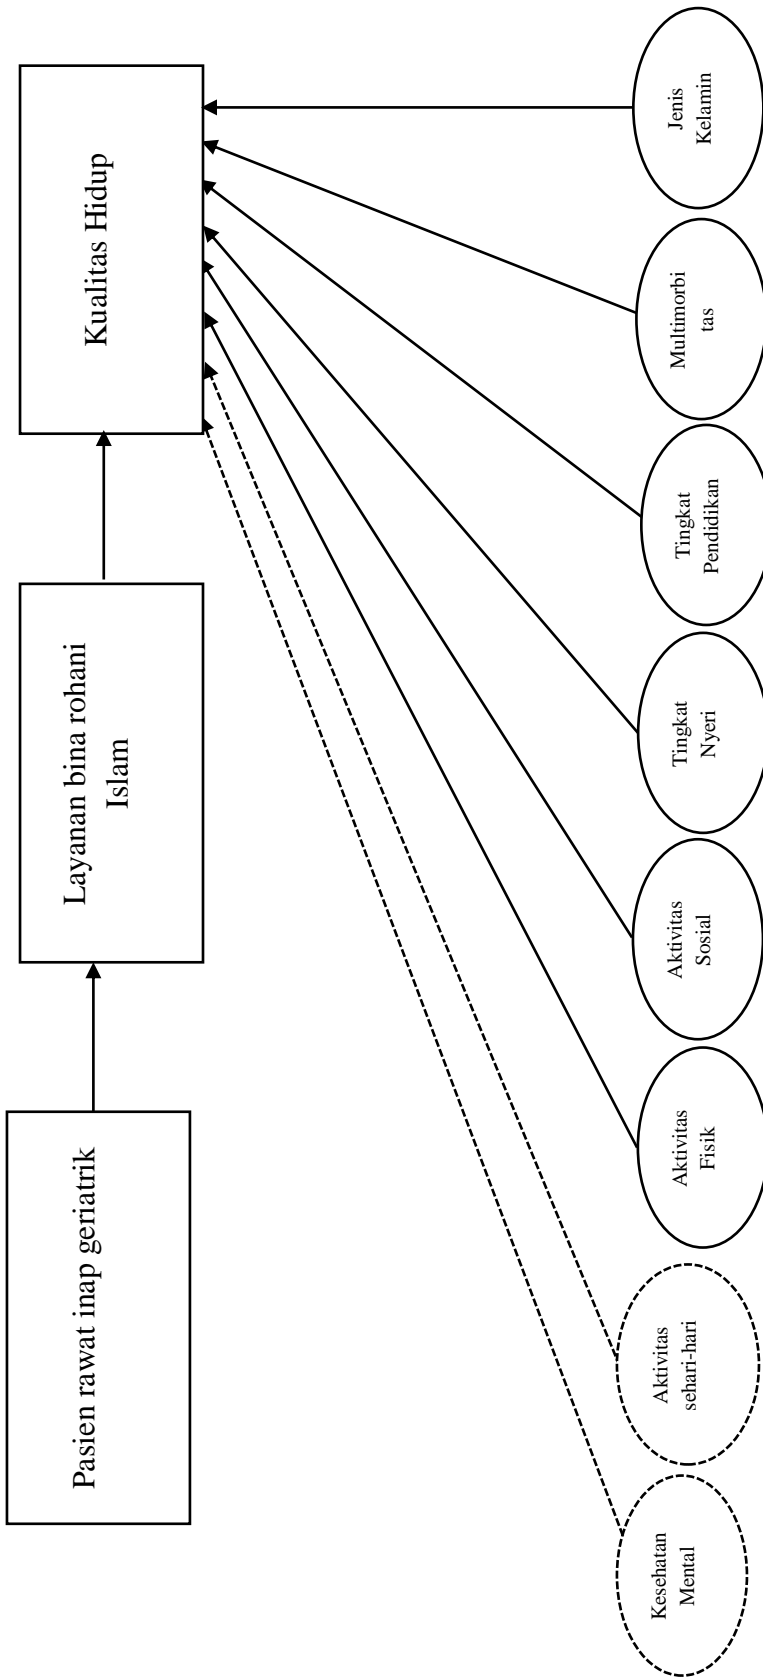 Pasien rawat inap geriatrik
Layanan bina rohani
Islam
Kualitas Hidup
Kesehatan
Mental
Aktivitas
sehari-hari
Aktivitas
Fisik
Aktivitas
Sosial
Tingkat
Nyeri
Tingkat
Pendidikan
Multimorbi
tas
Jenis
Kelamin